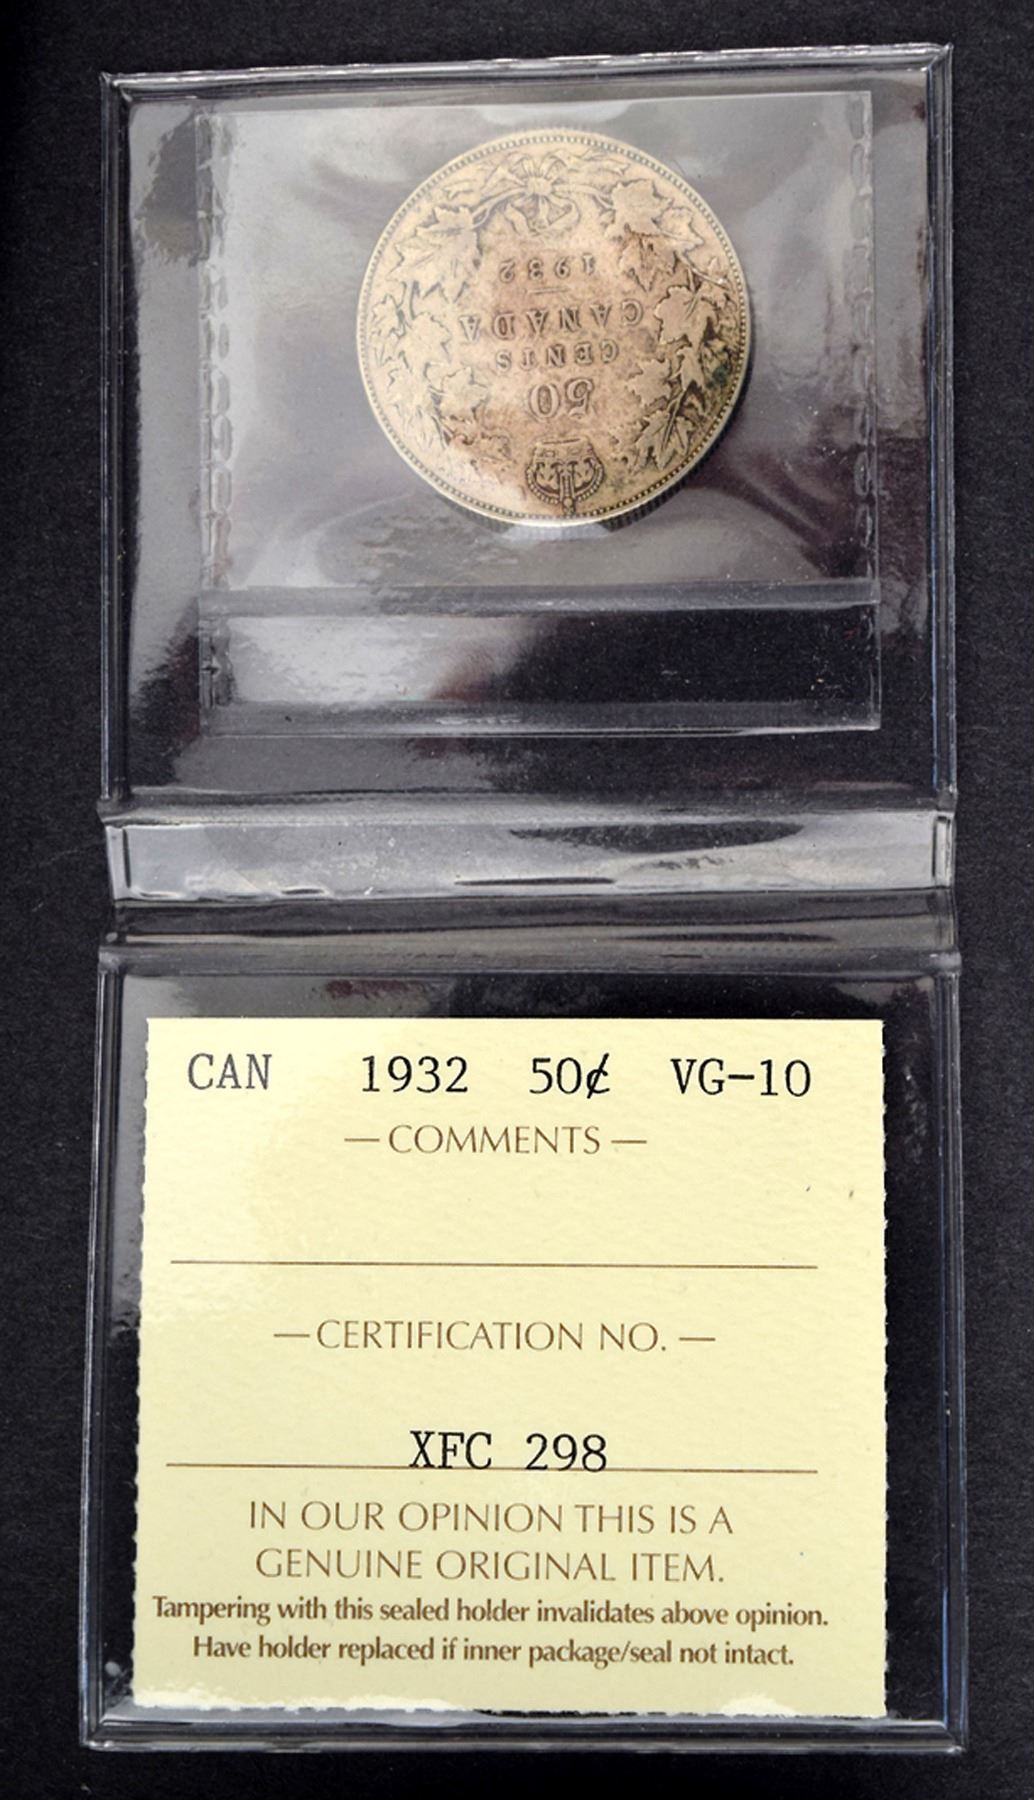 50
CENTS
CANADA
1932
CAN 1932 50¢ VG-10
—COMMENTS—
—CERTIFICATION NO.—
XFC 298
IN OUR OPINION THIS IS A
GENUINE ORIGINAL ITEM.
Tampering with this sealed holder invalidates above opinion.
Have holder replaced if inner package/seal not intact.